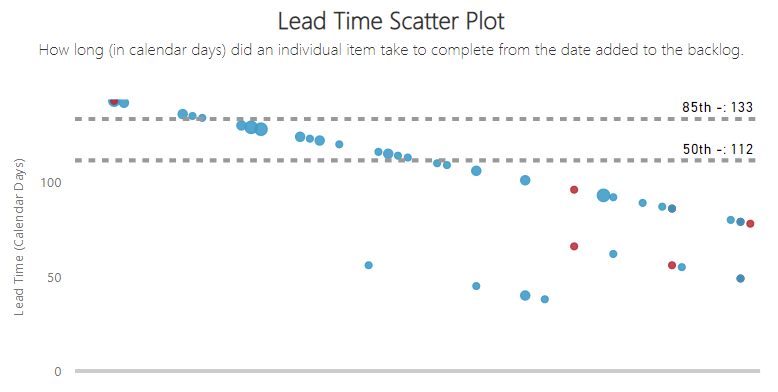 Lead Time Scatter Plot
How long (in calendar days) did an individual item take to complete from the date added to the backlog.
85th -: 133
50th -: 112
Lead Time (Calendar Days)
100
50
0